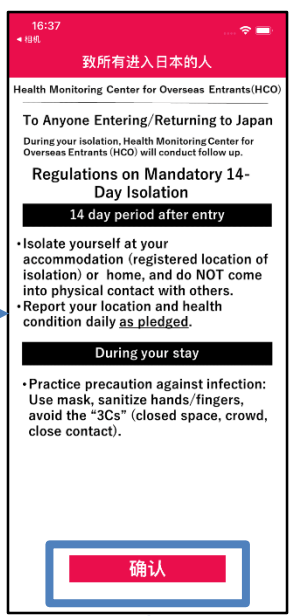 16:37
◀ 相机
致所有进入日本的人
Health Monitoring Center for Overseas Entrants(HCO)
To Anyone Entering/Returning to Japan
During your isolation, Health Monitoring Center for
Overseas Entrants (HCO) will conduct follow up.
Regulations on Mandatory 14-
Day Isolation
14 day period after entry
・Isolate yourself at your
accommodation (registered location of
isolation) or home, and do NOT come
into physical contact with others.
・Report your location and health
condition daily as pledged.
During your stay
・Practice precaution against infection:
Use mask, sanitize hands/fingers,
avoid the “3Cs” (closed space, crowd,
close contact).
确认